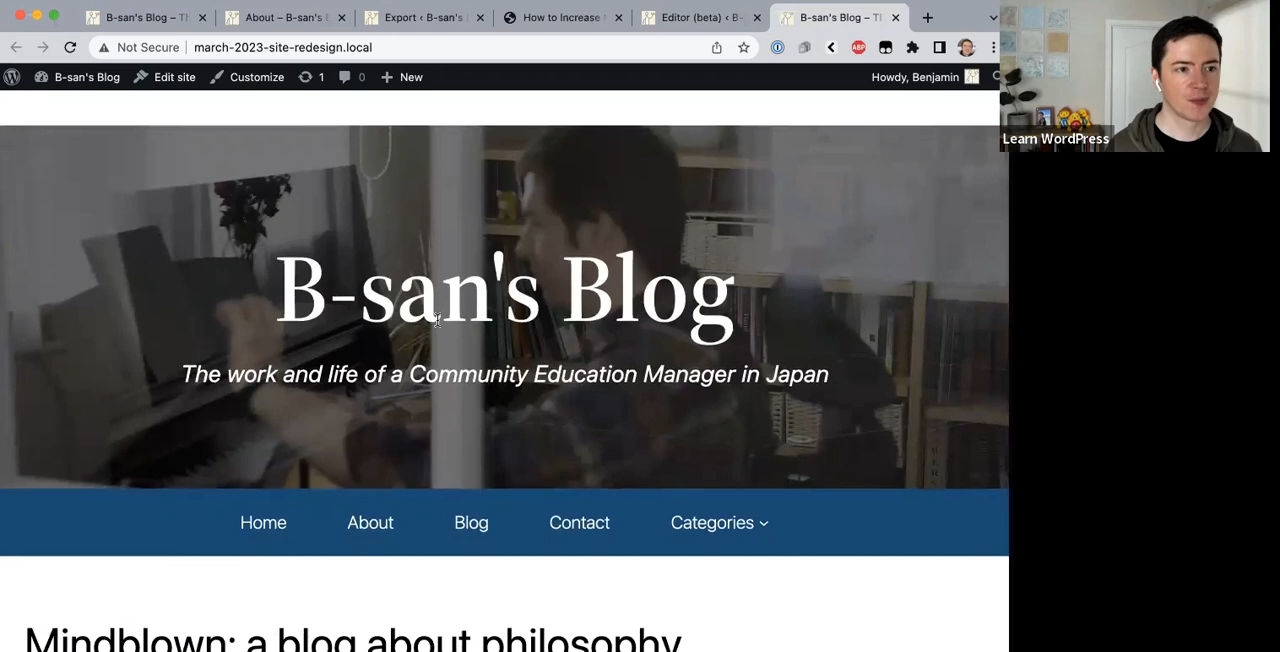 B-san's Blog – Th
About – B-san's B
Export ‹ B-san's
How to Increase
Editor (beta) ‹ B-
B-san's Blog – Th
Not Secure
march-2023-site-redesign.local
ABP
B-san's Blog
Edit site
Customize
1
0
New
Howdy, Benjamin
Learn WordPress
B-san's Blog
The work and life of a Community Education Manager in Japan
Home
About
Blog
Contact
Categories
Mindblown: a blog about philosophy